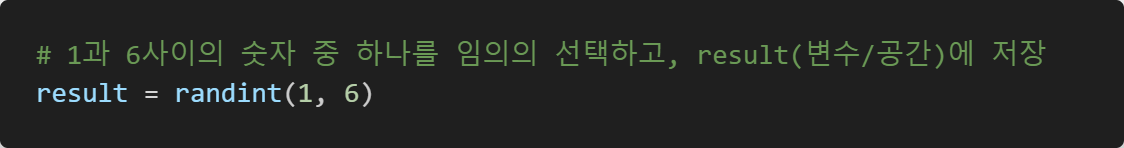 # 1과 6사이의 숫자 중 하나를 임의의 선택하고, result(변수/공간)에 저장
result = randint(1, 6)